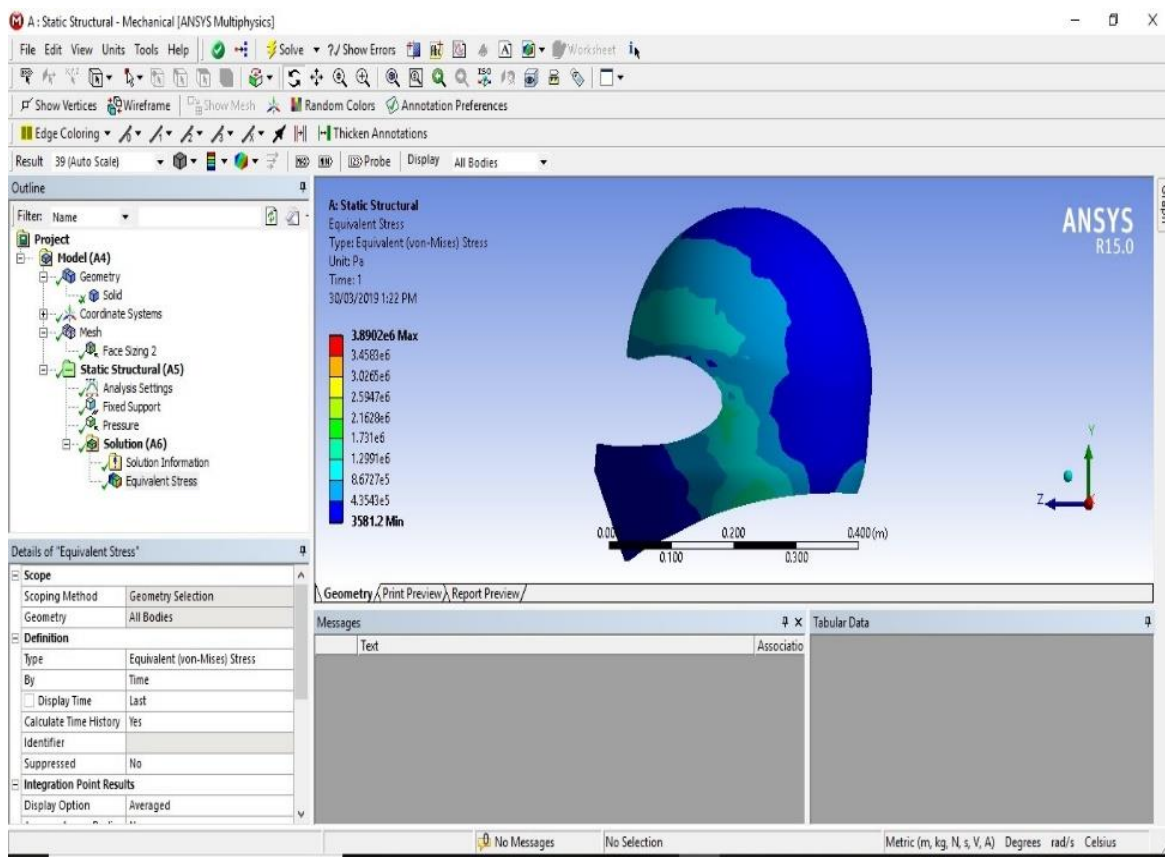 A : Static Structural - Mechanical [ANSYS Multiphysics]
File Edit View Units Tools Help Solve ?/ Show Errors Worksheet
Show Vertices Wireframe Show Mesh Random Colors Annotation Preferences
Edge Coloring Thicken Annotations
Result 39 (Auto Scale) Probe Display All Bodies
Outline
Filter: Name
Project
Model (A4)
Geometry
Solid
Coordinate Systems
Mesh
Face Sizing 2
Static Structural (A5)
Analysis Settings
Fixed Support
Pressure
Solution (A6)
Solution Information
Equivalent Stress
A: Static Structural
Equivalent Stress
Type: Equivalent (von-Mises) Stress
Unit: Pa
Time: 1
30/03/2019 1:22 PM
3.8902e6 Max
3.4583e6
3.0265e6
2.5947e6
2.1628e6
1.731e6
1.2991e6
8.6727e5
4.3543e5
3581.2 Min
ANSYS
R15.0
Y
Z
0.200 0.400 (m)
0.100 0.300
Geometry Print Preview Report Preview
Details of "Equivalent Stress"
Scope
Scoping Method Geometry Selection
Geometry All Bodies
Definition
Type Equivalent (von-Mises) Stress
By Time
Display Time Last
Calculate Time History Yes
Identifier
Suppressed No
Integration Point Results
Display Option Averaged
Messages
Text Associatio
Tabular Data
No Messages No Selection Metric (m, kg, N, s, V, A) Degrees rad/s Celsius